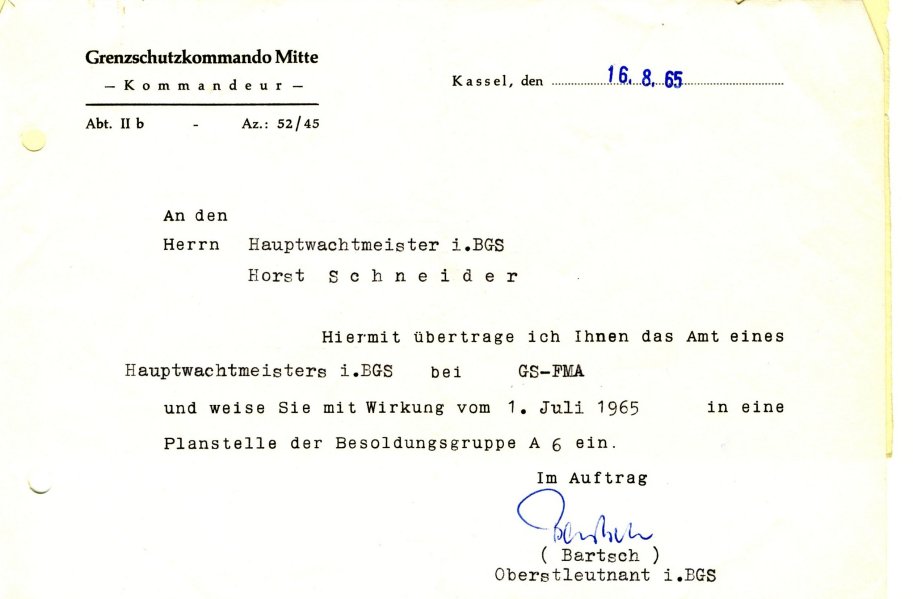 Grenzschutzkommando Mitte
– Kommandeur –
Kassel, den 16. 8. 65
Abt. II b - Az.: 52/45
An den
Herrn Hauptwachtmeister i.BGS
Horst Schneider
Hiermit übertrage ich Ihnen das Amt eines
Hauptwachtmeisters i.BGS bei GS-FMA
und weise Sie mit Wirkung vom 1. Juli 1965 in eine
Planstelle der Besoldungsgruppe A 6 ein.
Im Auftrag
Bartsch
( Bartsch )
Oberstleutnant i.BGS